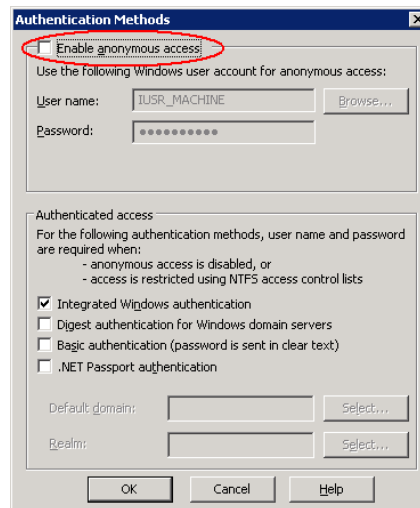 Authentication Methods
Enable anonymous access
Use the following Windows user account for anonymous access:
User name: IUSR_MACHINE Browse...
Password: ●●●●●●●●●●
Authenticated access
For the following authentication methods, user name and password
are required when:
- anonymous access is disabled, or
- access is restricted using NTFS access control lists
Integrated Windows authentication
Digest authentication for Windows domain servers
Basic authentication (password is sent in clear text)
.NET Passport authentication
Default domain: Select...
Realm: Select...
OK Cancel Help